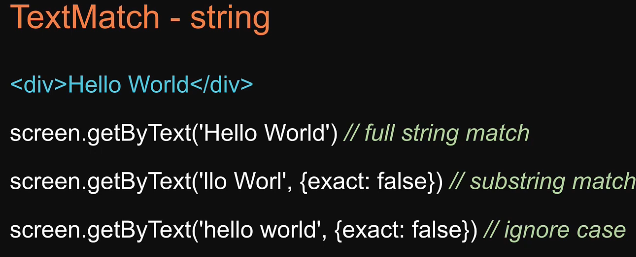 TextMatch - string
<div>Hello World</div>
screen.getByText('Hello World') // full string match
screen.getByText('llo Worl', {exact: false}) // substring match
screen.getByText('hello world', {exact: false}) // ignore case